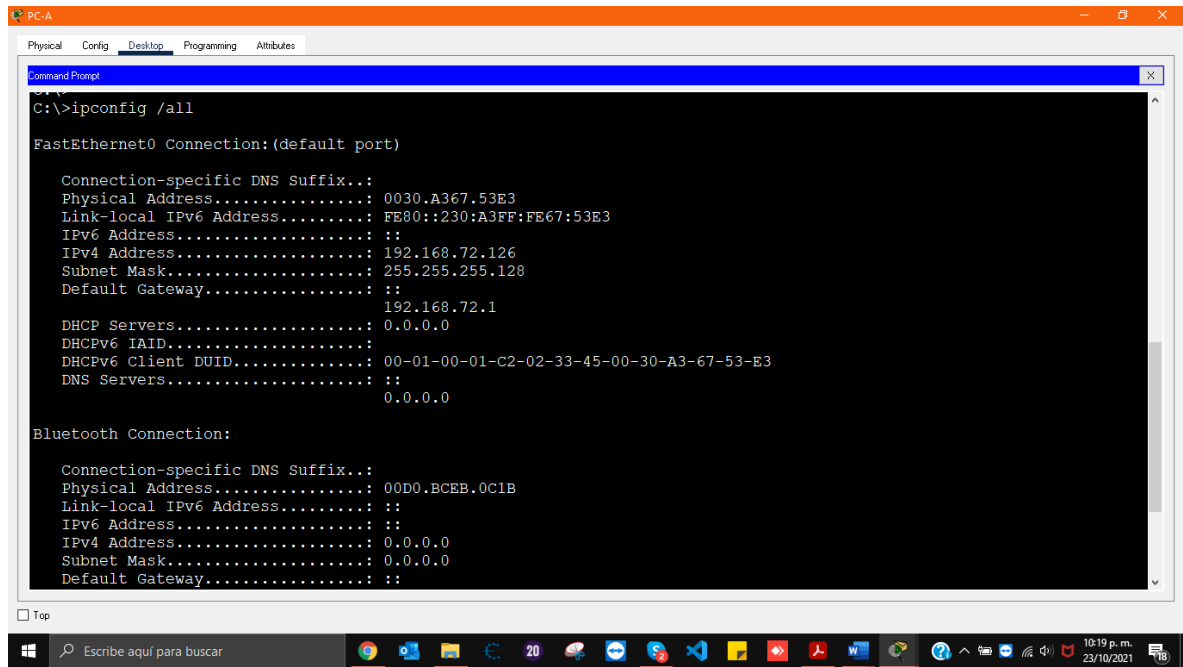 PC-A
Physical Config Desktop Programming Attributes
Command Prompt
C:\>ipconfig /all
FastEthernet0 Connection:(default port)
Connection-specific DNS Suffix..:
Physical Address................: 0030.A367.53E3
Link-local IPv6 Address.........: FE80::230:A3FF:FE67:53E3
IPv6 Address....................: ::
IPv4 Address....................: 192.168.72.126
Subnet Mask.....................: 255.255.255.128
Default Gateway.................: ::
192.168.72.1
DHCP Servers....................: 0.0.0.0
DHCPv6 IAID.....................:
DHCPv6 Client DUID..............: 00-01-00-01-C2-02-33-45-00-30-A3-67-53-E3
DNS Servers.....................: ::
0.0.0.0
Bluetooth Connection:
Connection-specific DNS Suffix..:
Physical Address................: 00D0.BCEB.0C1B
Link-local IPv6 Address.........: ::
IPv6 Address....................: ::
IPv4 Address....................: 0.0.0.0
Subnet Mask.....................: 0.0.0.0
Default Gateway.................: ::
Top
Escribe aquí para buscar
20
10:19 p. m.
23/10/2021
18